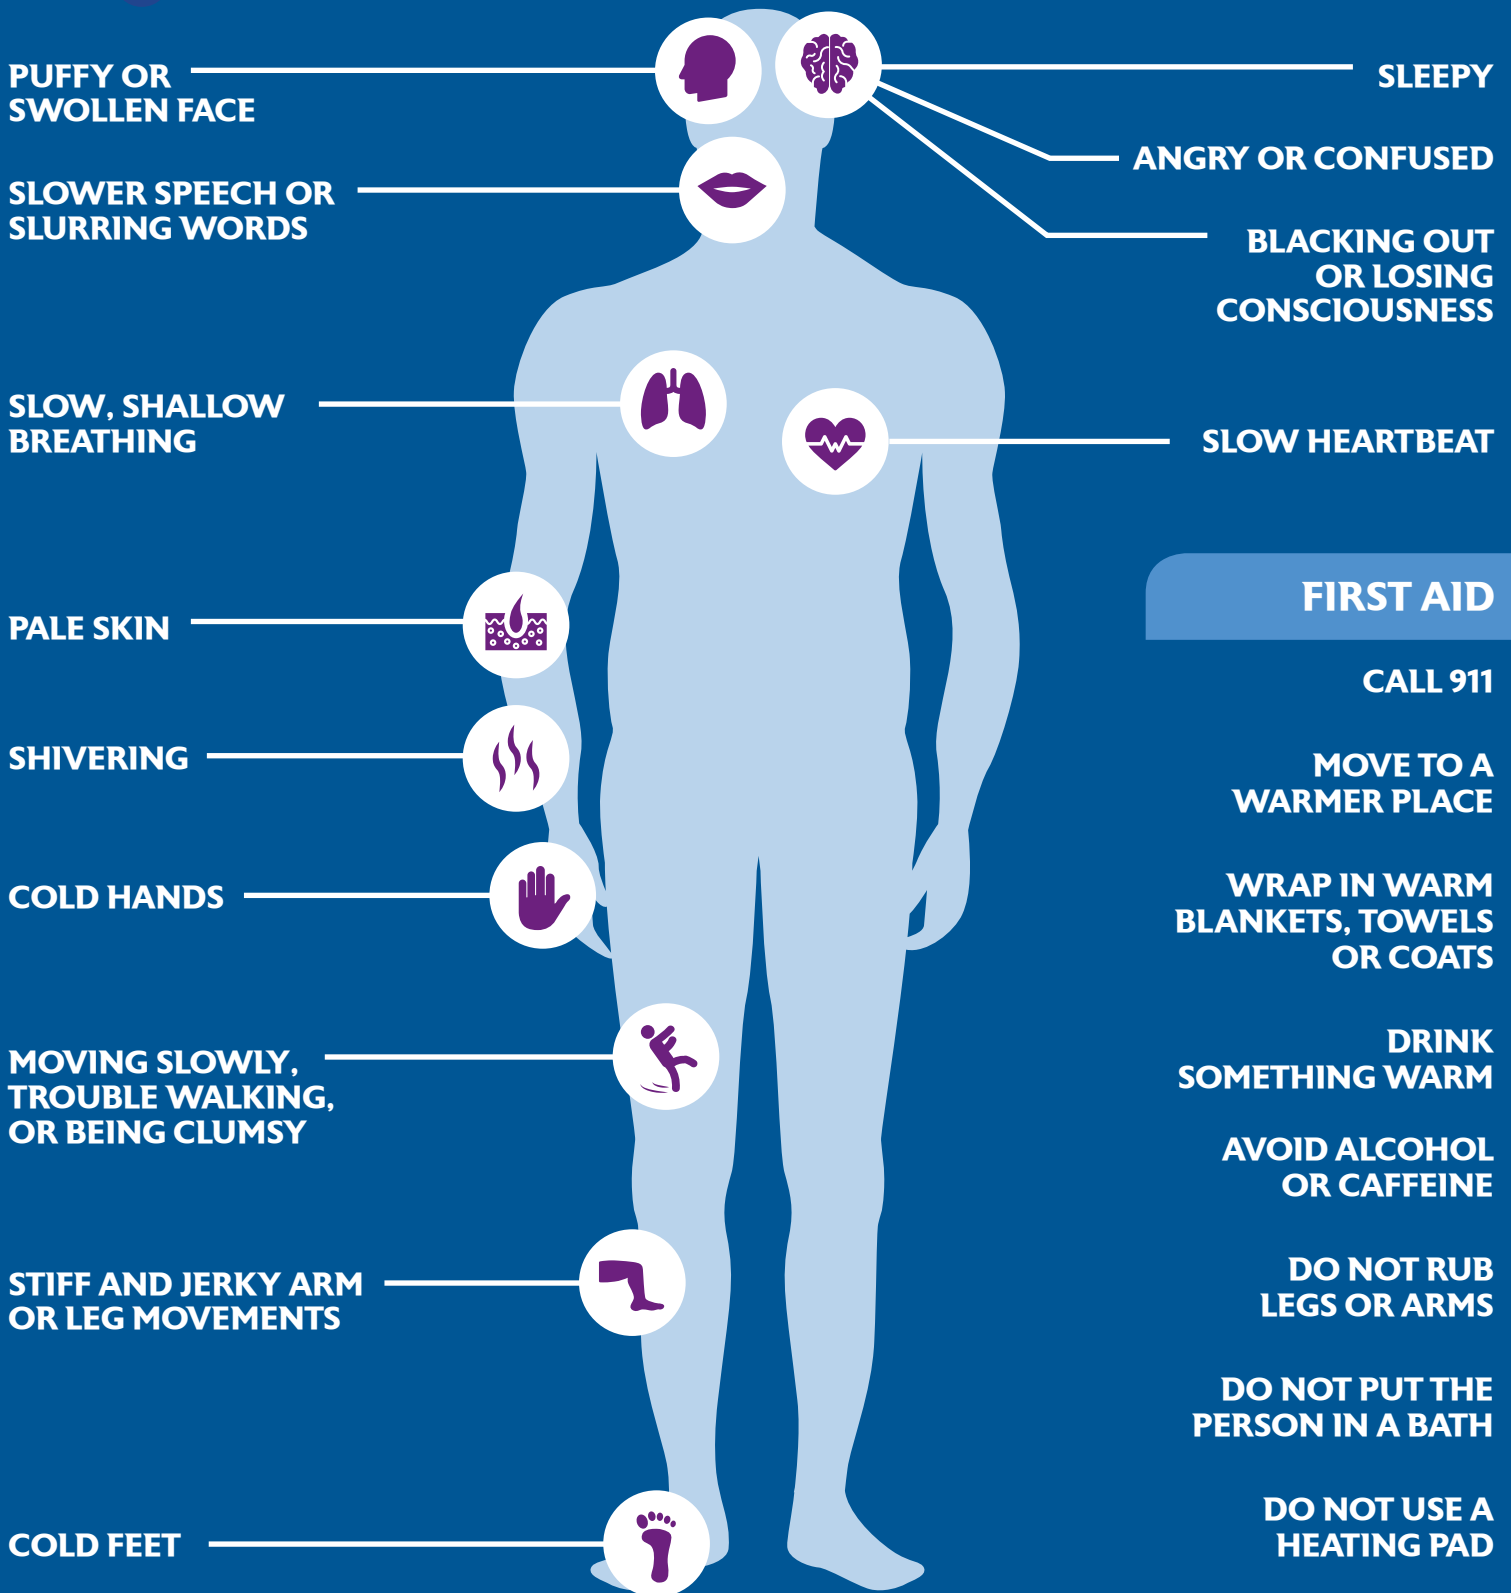 PUFFY OR
SWOLLEN FACE
SLOWER SPEECH OR
SLURRING WORDS
SLOW, SHALLOW
BREATHING
PALE SKIN
SHIVERING
COLD HANDS
MOVING SLOWLY,
TROUBLE WALKING,
OR BEING CLUMSY
STIFF AND JERKY ARM
OR LEG MOVEMENTS
COLD FEET
SLEEPY
ANGRY OR CONFUSED
BLACKING OUT
OR LOSING
CONSCIOUSNESS
SLOW HEARTBEAT
FIRST AID
CALL 911
MOVE TO A
WARMER PLACE
WRAP IN WARM
BLANKETS, TOWELS
OR COATS
DRINK
SOMETHING WARM
AVOID ALCOHOL
OR CAFFEINE
DO NOT RUB
LEGS OR ARMS
DO NOT PUT THE
PERSON IN A BATH
DO NOT USE A
HEATING PAD